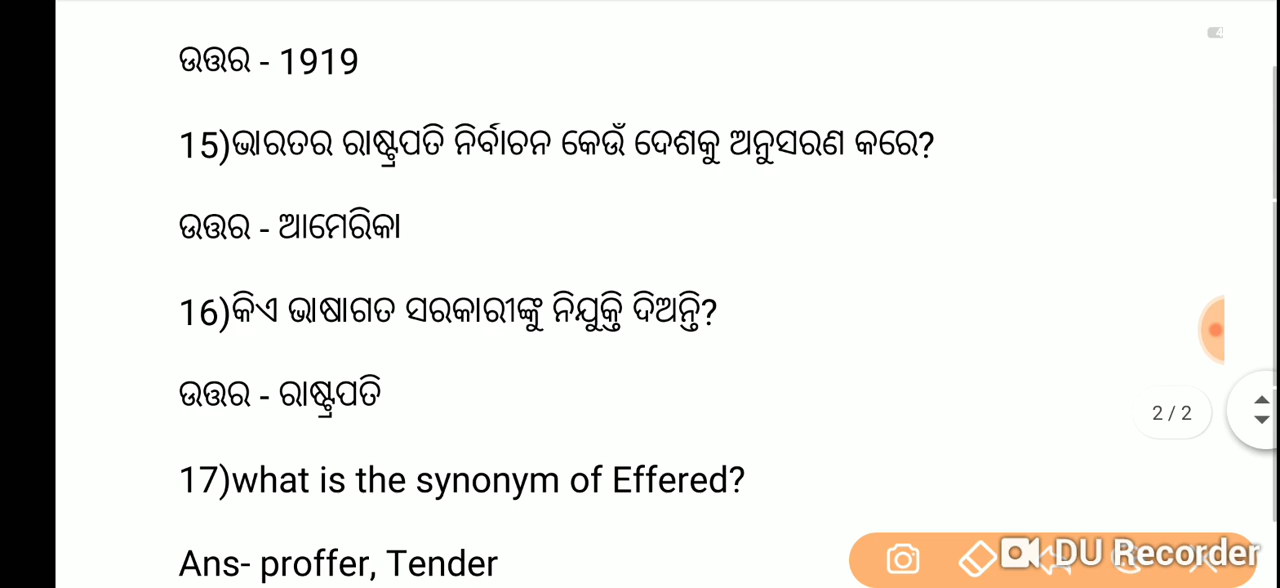 4
ଉତ୍ତର - 1919
15)ଭାରତର ରାଷ୍ଟ୍ରପତି ନିର୍ବାଚନ କେଉଁ ଦେଶକୁ ଅନୁସରଣ କରେ?
ଉତ୍ତର - ଆମେରିକା
16)କିଏ ଭାଷାଗତ ସରକାରୀଙ୍କୁ ନିଯୁକ୍ତି ଦିଅନ୍ତି?
ଉତ୍ତର - ରାଷ୍ଟ୍ରପତି
2 / 2
17)what is the synonym of Effered?
Ans- proffer, Tender
DU Recorder